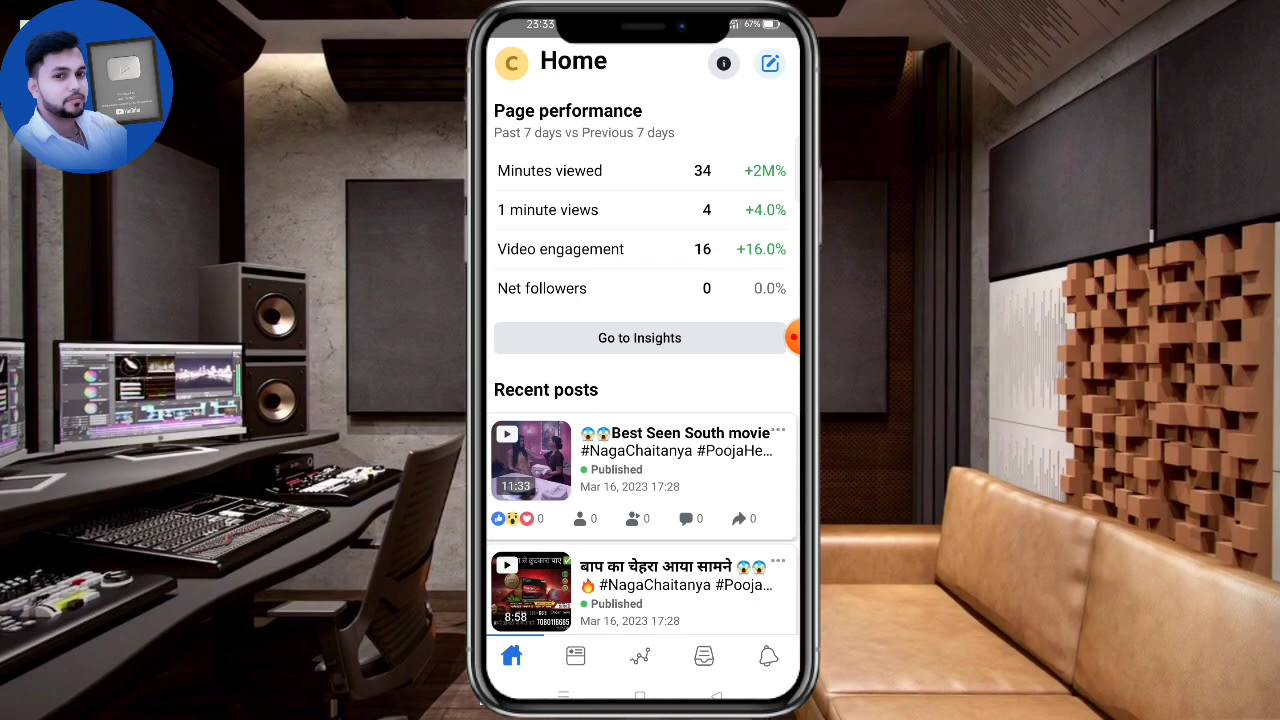 23:33
67%
C
Home
Page performance
Past 7 days vs Previous 7 days
Minutes viewed 34 +2M%
1 minute views 4 +4.0%
Video engagement 16 +16.0%
Net followers 0 0.0%
Go to Insights
Recent posts
😱😱Best Seen South movie
#NagaChaitanya #PoojaHe...
Published
11:33
Mar 16, 2023 17:28
0 0 0 0 0
से छुटकारा पाए ✅
बाप का चेहरा आया सामने 😱😱
🔥 #NagaChaitanya #Pooja...
Published
8:58
7080118665
Mar 16, 2023 17:28